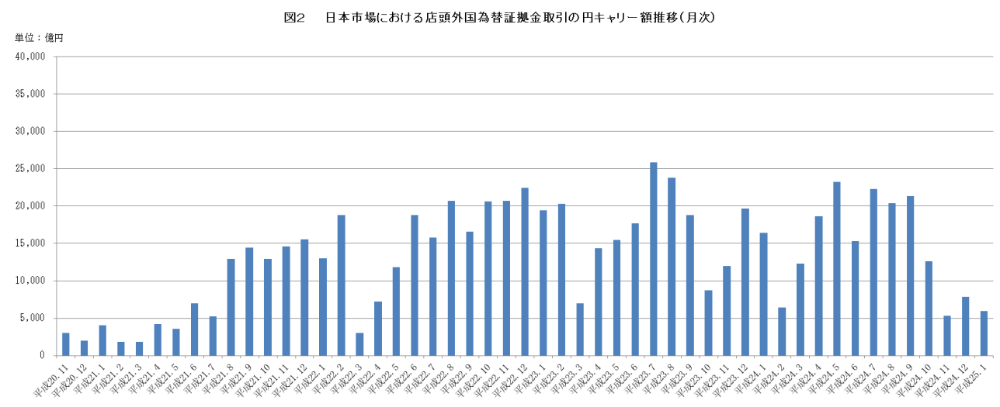 図2 日本市場における店頭外国為替証拠金取引の円キャリー額推移(月次)
単位:億円
40,000
35,000
30,000
25,000
20,000
15,000
10,000
5,000
0
平成20.11
平成20.12
平成21.1
平成21.2
平成21.3
平成21.4
平成21.5
平成21.6
平成21.7
平成21.8
平成21.9
平成21.10
平成21.11
平成21.12
平成22.1
平成22.2
平成22.3
平成22.4
平成22.5
平成22.6
平成22.7
平成22.8
平成22.9
平成22.10
平成22.11
平成22.12
平成23.1
平成23.2
平成23.3
平成23.4
平成23.5
平成23.6
平成23.7
平成23.8
平成23.9
平成23.10
平成23.11
平成23.12
平成24.1
平成24.2
平成24.3
平成24.4
平成24.5
平成24.6
平成24.7
平成24.8
平成24.9
平成24.10
平成24.11
平成24.12
平成25.1